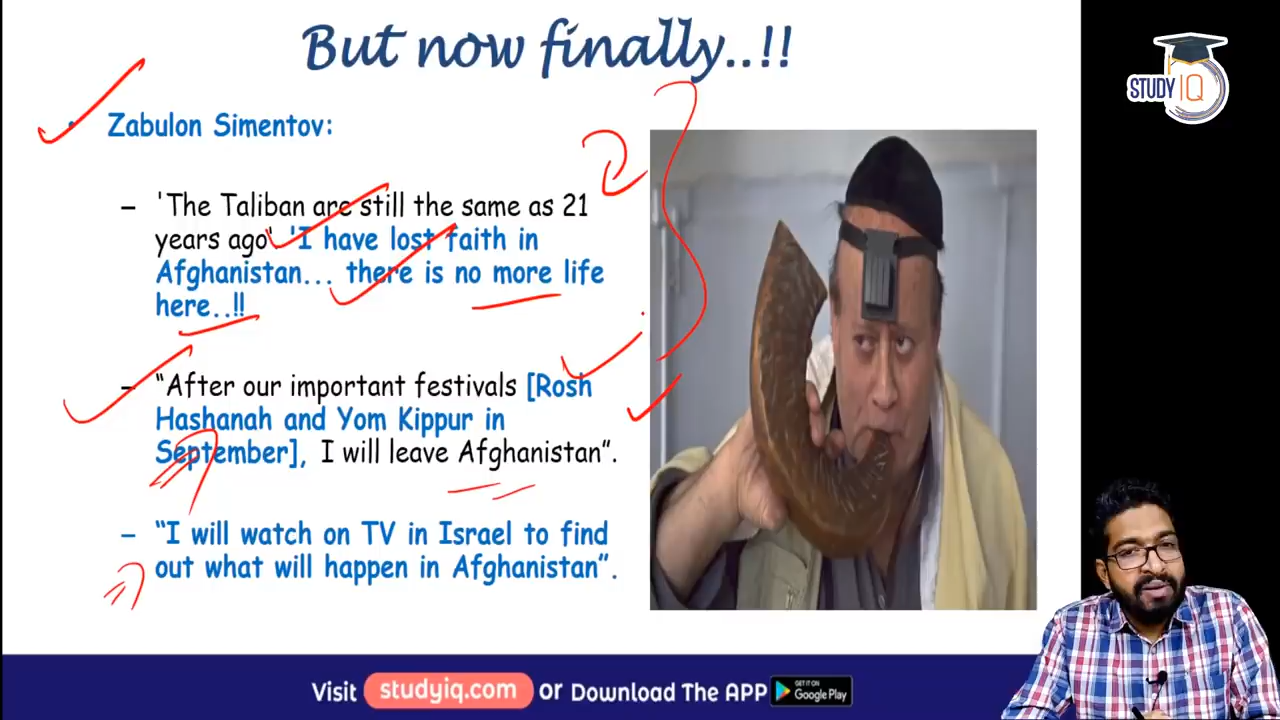 But now finally..!!
STUDY IQ
• Zabulon Simentov:
– 'The Taliban are still the same as 21
years ago'. 'I have lost faith in
Afghanistan... there is no more life
here..!!
– “After our important festivals [Rosh
Hashanah and Yom Kippur in
September], I will leave Afghanistan”.
– “I will watch on TV in Israel to find
out what will happen in Afghanistan”.
Visit studyiq.com or Download The APP GET IT ON Google Play